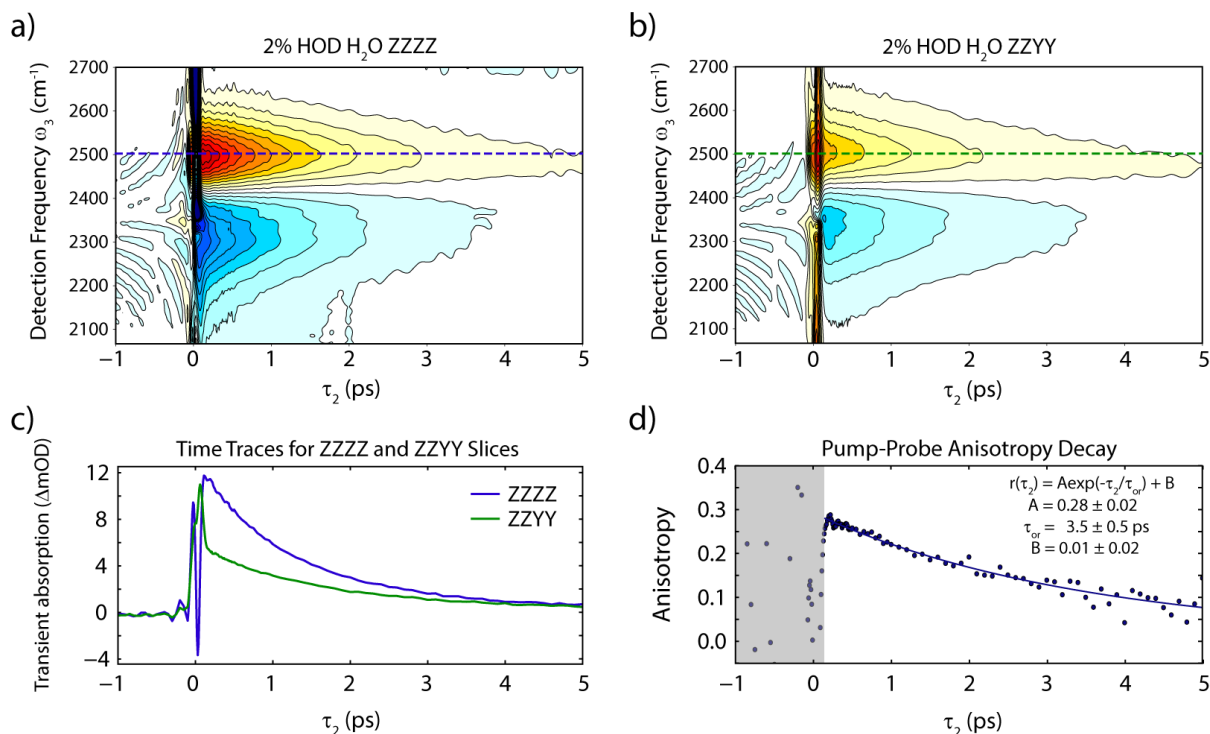 a)
2% HOD H₂O ZZZZ
Detection Frequency ω₃ (cm⁻¹)
2700
2600
2500
2400
2300
2200
2100
−1 0 1 2 3 4 5
τ₂ (ps)
b)
2% HOD H₂O ZZYY
Detection Frequency ω₃ (cm⁻¹)
2700
2600
2500
2400
2300
2200
2100
−1 0 1 2 3 4 5
τ₂ (ps)
c)
Time Traces for ZZZZ and ZZYY Slices
Transient absorption (ΔmOD)
12
8
4
0
−4
ZZZZ
ZZYY
−1 0 1 2 3 4 5
τ₂ (ps)
d)
Pump-Probe Anisotropy Decay
Anisotropy
0.4
0.3
0.2
0.1
0.0
r(τ₂) = Aexp(-τ₂/τₒᵣ) + B
A = 0.28 ± 0.02
τₒᵣ = 3.5 ± 0.5 ps
B = 0.01 ± 0.02
−1 0 1 2 3 4 5
τ₂ (ps)